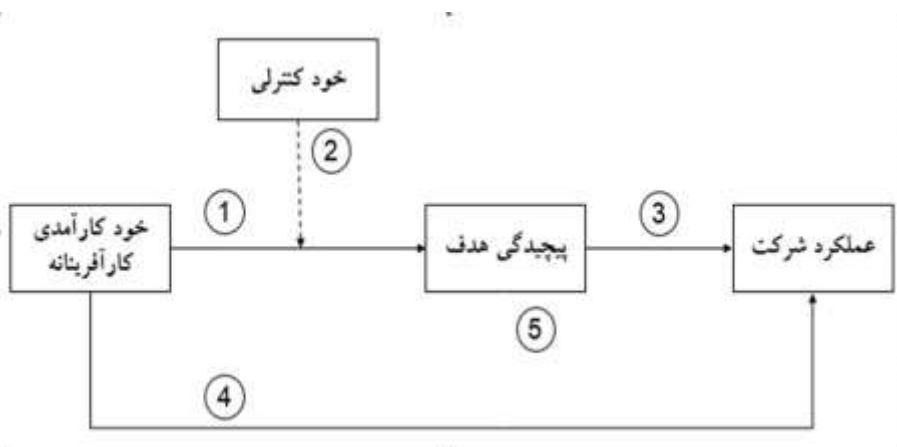 خود کنترلی
2
1
3
خود کارآمدی
کارآفرینانه
پیچیدگی هدف
عملکرد شرکت
5
4